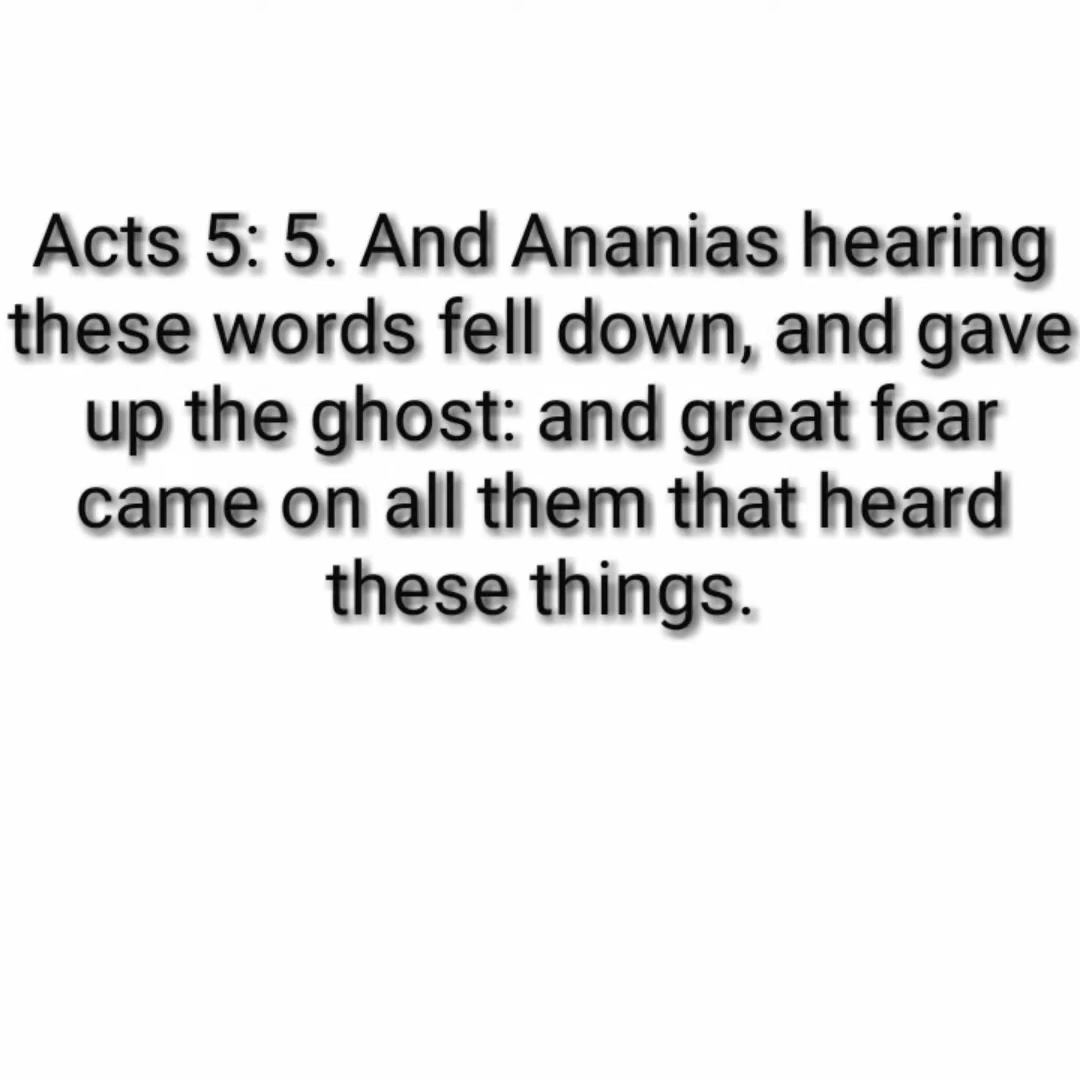 Acts 5: 5. And Ananias hearing
these words fell down, and gave
up the ghost: and great fear
came on all them that heard
these things.